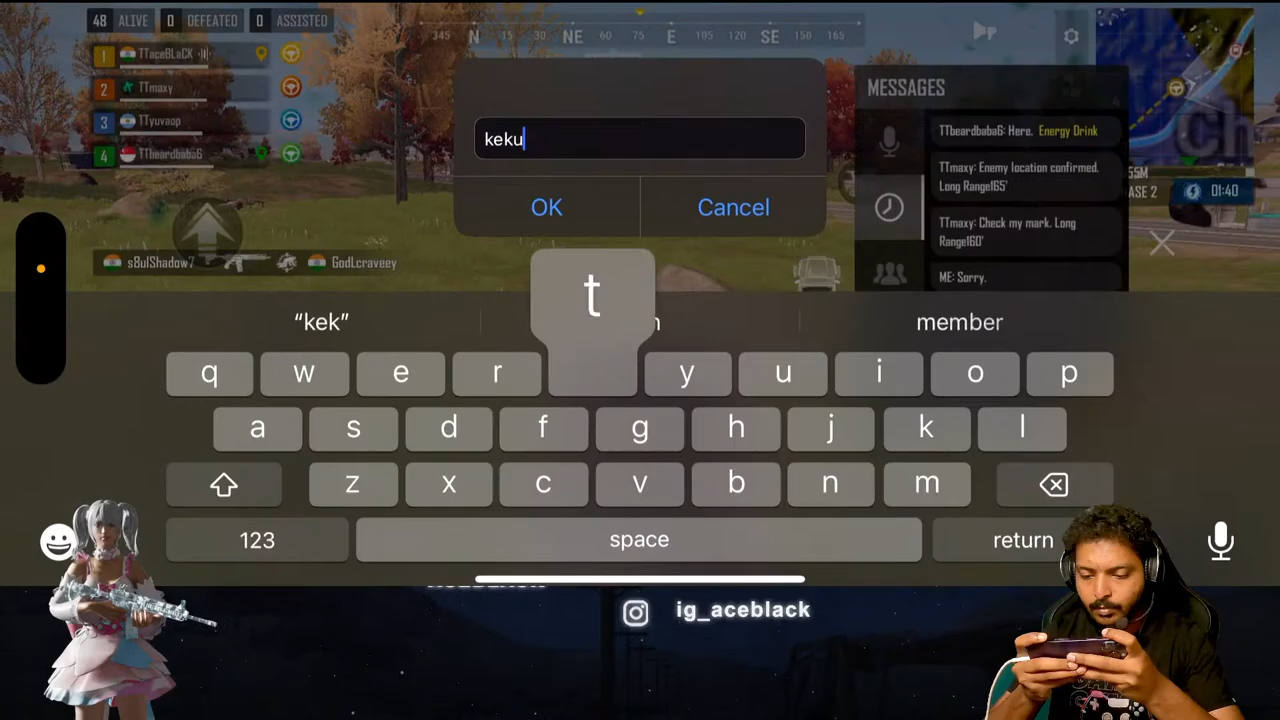 48 ALIVE 0 DEFEATED 0 ASSISTED
345 N 15 30 NE 60 75 E 105 120 SE 150 165
1 TTaceBLaCK
2 TTmaxy
3 TTyuvaop
4 TTbeardbaba6
MESSAGES
TTbeardbaba6: Here. Energy Drink
TTmaxy: Enemy location confirmed.
Long Range165'
TTmaxy: Check my mark. Long
Range160'
ME: Sorry.
01:40
keku
OK Cancel
s8ulShadow7 GodLcraveey
t
“kek” member
q w e r y u i o p
a s d f g h j k l
z x c v b n m
123 space return
ig_aceblack